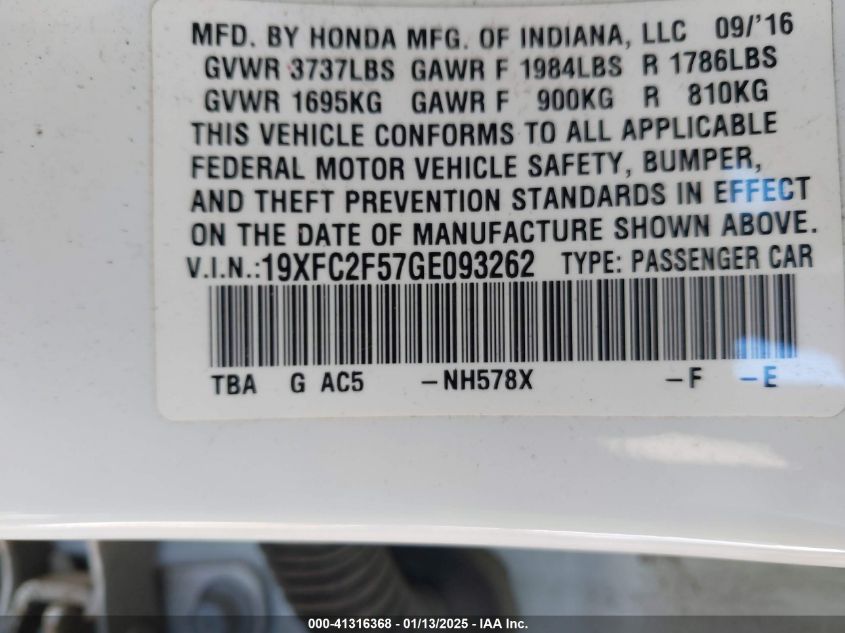 MFD. BY HONDA MFG. OF INDIANA, LLC 09/'16
GVWR 3737LBS GAWR F 1984LBS R 1786LBS
GVWR 1695KG GAWR F 900KG R 810KG
THIS VEHICLE CONFORMS TO ALL APPLICABLE
FEDERAL MOTOR VEHICLE SAFETY, BUMPER,
AND THEFT PREVENTION STANDARDS IN EFFECT
ON THE DATE OF MANUFACTURE SHOWN ABOVE.
V.I.N.:19XFC2F57GE093262 TYPE: PASSENGER CAR
TBA G AC5 -NH578X -F -E
000-41316368 - 01/13/2025 - IAA Inc.